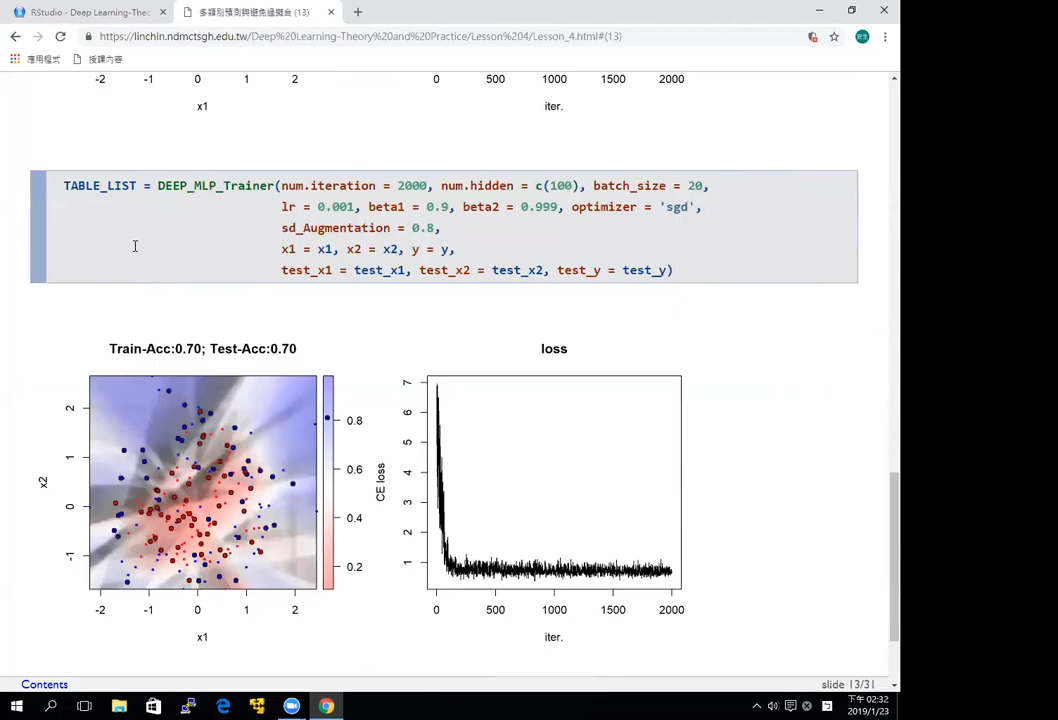 RStudio - Deep Learning-Theory
多類別預測與避免過擬合 (13)
https://linchin.ndmctsgh.edu.tw/Deep%20Learning-Theory%20and%20Practice/Lesson%204/Lesson_4.html#(13)
應用程式 授課內容
-2 -1 0 1 2 0 500 1000 1500 2000
x1 iter.
TABLE_LIST = DEEP_MLP_Trainer(num.iteration = 2000, num.hidden = c(100), batch_size = 20,
lr = 0.001, beta1 = 0.9, beta2 = 0.999, optimizer = 'sgd',
sd_Augmentation = 0.8,
x1 = x1, x2 = x2, y = y,
test_x1 = test_x1, test_x2 = test_x2, test_y = test_y)
Train-Acc:0.70; Test-Acc:0.70
x2
2
1
0
-1
-2 -1 0 1 2
x1
0.8
0.6
0.4
0.2
loss
CE loss
7
6
5
4
3
2
1
0 500 1000 1500 2000
iter.
Contents
slide 13/31
下午 02:32
2019/1/23